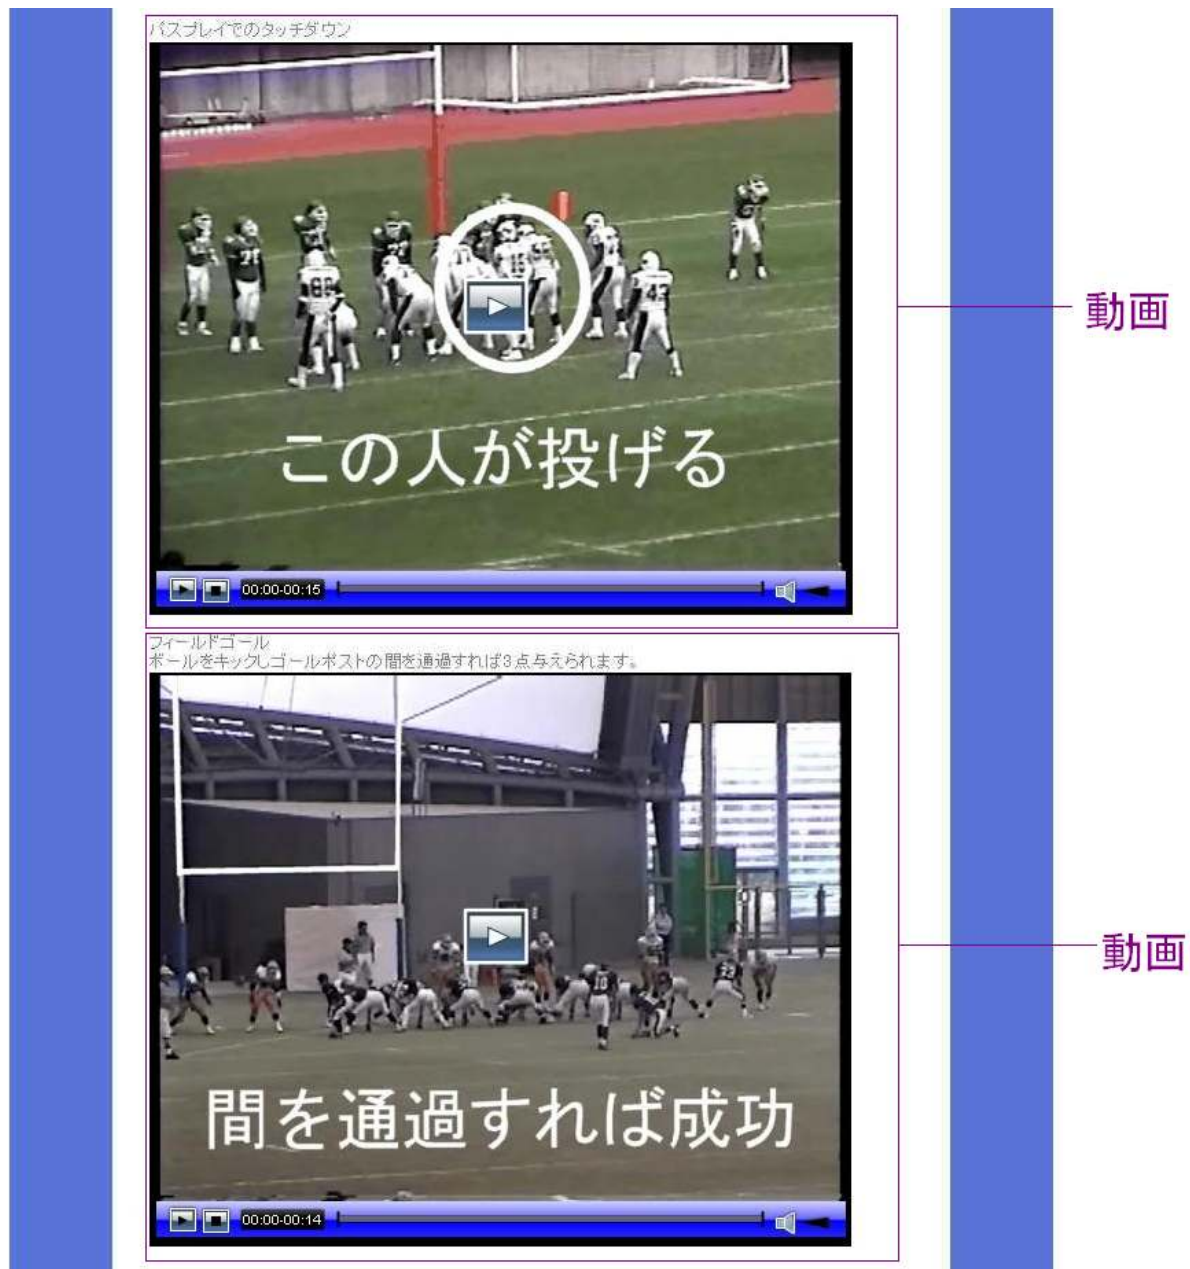 パスプレイでのタッチダウン
この人が投げる
動画
00:00-00:15
フィールドゴール
ボールをキックしゴールポストの間を通過すれば3点与えられます。
動画
間を通過すれば成功
00:00-00:14